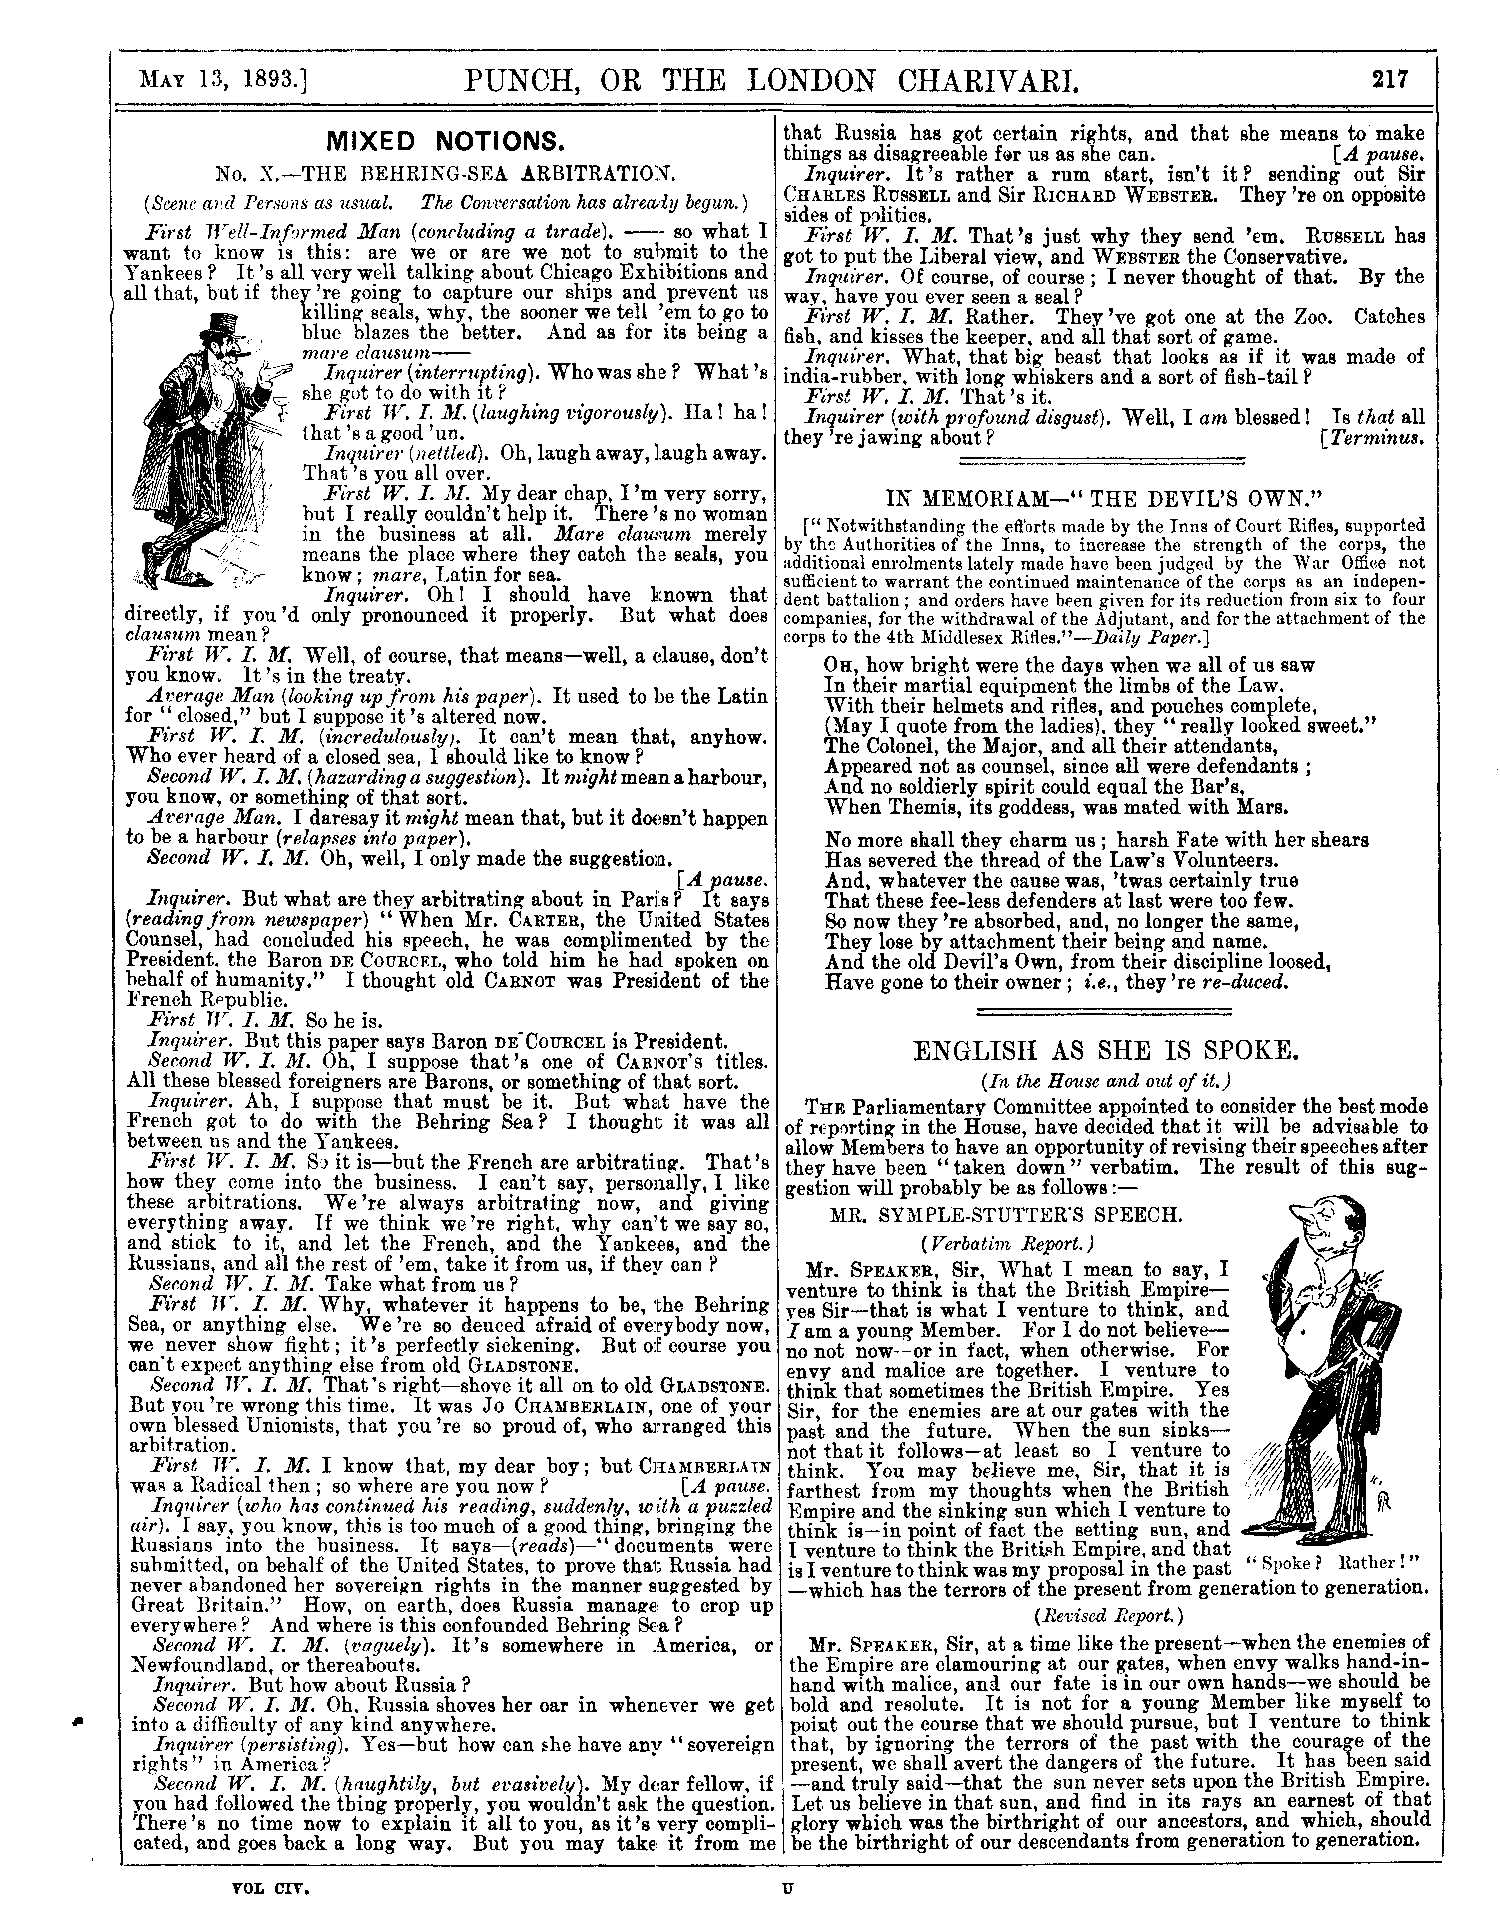 MAY 13, 1893.]
PUNCH, OR THE LONDON CHARIVARI.
217
MIXED NOTIONS.
No. X.—THE BEHRING-SEA ARBITRATION.
(Scene and Persons as usual. The Conversation has already begun.)
First Well-Informed Man (concluding a tirade). —— so what I
want to know is this: are we or are we not to submit to the
Yankees? It's all very well talking about Chicago Exhibitions and
all that, but if they're going to capture our ships and prevent us
killing seals, why, the sooner we tell 'em to go to
blue blazes the better. And as for its being a
mare clausum——
Inquirer (interrupting). Who was she? What's
she got to do with it?
First W. I. M. (laughing vigorously). Ha! ha!
that's a good 'un.
Inquirer (nettled). Oh, laugh away, laugh away.
That's you all over.
First W. I. M. My dear chap, I'm very sorry,
but I really couldn't help it. There's no woman
in the business at all. Mare clausum merely
means the place where they catch the seals, you
know; mare, Latin for sea.
Inquirer. Oh! I should have known that
directly, if you'd only pronounced it properly. But what does
clausum mean?
First W. I. M. Well, of course, that means—well, a clause, don't
you know. It's in the treaty.
Average Man (looking up from his paper). It used to be the Latin
for "closed," but I suppose it's altered now.
First W. I. M. (incredulously). It can't mean that, anyhow.
Who ever heard of a closed sea, I should like to know?
Second W. I. M. (hazarding a suggestion). It might mean a harbour,
you know, or something of that sort.
Average Man. I daresay it might mean that, but it doesn't happen
to be a harbour (relapses into paper).
Second W. I. M. Oh, well, I only made the suggestion.
[A pause.
Inquirer. But what are they arbitrating about in Paris? It says
(reading from newspaper) "When Mr. CARTER, the United States
Counsel, had concluded his speech, he was complimented by the
President, the Baron DE COURCEL, who told him he had spoken on
behalf of humanity." I thought old CARNOT was President of the
French Republic.
First W. I. M. So he is.
Inquirer. But this paper says Baron DE COURCEL is President.
Second W. I. M. Oh, I suppose that's one of CARNOT'S titles.
All these blessed foreigners are Barons, or something of that sort.
Inquirer. Ah, I suppose that must be it. But what have the
French got to do with the Behring Sea? I thought it was all
between us and the Yankees.
First W. I. M. So it is—but the French are arbitrating. That's
how they come into the business. I can't say, personally, I like
these arbitrations. We're always arbitrating now, and giving
everything away. If we think we're right, why can't we say so,
and stick to it, and let the French, and the Yankees, and the
Russians, and all the rest of 'em, take it from us, if they can?
Second W. I. M. Take what from us?
First W. I. M. Why, whatever it happens to be, the Behring
Sea, or anything else. We're so deuced afraid of everybody now,
we never show fight; it's perfectly sickening. But of course you
can't expect anything else from old GLADSTONE.
Second W. I. M. That's right—shove it all on to old GLADSTONE.
But you're wrong this time. It was JO CHAMBERLAIN, one of your
own blessed Unionists, that you're so proud of, who arranged this
arbitration.
First W. I. M. I know that, my dear boy; but CHAMBERLAIN
was a Radical then; so where are you now? [A pause.
Inquirer (who has continued his reading, suddenly, with a puzzled
air). I say, you know, this is too much of a good thing, bringing the
Russians into the business. It says—(reads)—"documents were
submitted, on behalf of the United States, to prove that Russia had
never abandoned her sovereign rights in the manner suggested by
Great Britain." How, on earth, does Russia manage to crop up
everywhere? And where is this confounded Behring Sea?
Second W. I. M. (vaguely). It's somewhere in America, or
Newfoundland, or thereabouts.
Inquirer. But how about Russia?
Second W. I. M. Oh, Russia shoves her oar in whenever we get
into a difficulty of any kind anywhere.
Inquirer (persisting). Yes—but how can she have any "sovereign
rights" in America?
Second W. I. M. (haughtily, but evasively). My dear fellow, if
you had followed the thing properly, you wouldn't ask the question.
There's no time now to explain it all to you, as it's very compli-
cated, and goes back a long way. But you may take it from me
that Russia has got certain rights, and that she means to make
things as disagreeable for us as she can. [A pause.
Inquirer. It's rather a rum start, isn't it? sending out Sir
CHARLES RUSSELL and Sir RICHARD WEBSTER. They're on opposite
sides of politics.
First W. I. M. That's just why they send 'em. RUSSELL has
got to put the Liberal view, and WEBSTER the Conservative.
Inquirer. Of course, of course; I never thought of that. By the
way, have you ever seen a seal?
First W. I. M. Rather. They've got one at the Zoo. Catches
fish, and kisses the keeper, and all that sort of game.
Inquirer. What, that big beast that looks as if it was made of
india-rubber, with long whiskers and a sort of fish-tail?
First W. I. M. That's it.
Inquirer (with profound disgust). Well, I am blessed! Is that all
they're jawing about? [Terminus.
IN MEMORIAM—"THE DEVIL'S OWN."
["Notwithstanding the efforts made by the Inns of Court Rifles, supported
by the Authorities of the Inns, to increase the strength of the corps, the
additional enrolments lately made have been judged by the War Office not
sufficient to warrant the continued maintenance of the corps as an indepen-
dent battalion; and orders have been given for its reduction from six to four
companies, for the withdrawal of the Adjutant, and for the attachment of the
corps to the 4th Middlesex Rifles."—Daily Paper.]
OH, how bright were the days when we all of us saw
In their martial equipment the limbs of the Law.
With their helmets and rifles, and pouches complete,
(May I quote from the ladies), they "really looked sweet."
The Colonel, the Major, and all their attendants,
Appeared not as counsel, since all were defendants;
And no soldierly spirit could equal the Bar's,
When Themis, its goddess, was mated with Mars.
No more shall they charm us; harsh Fate with her shears
Has severed the thread of the Law's Volunteers.
And, whatever the cause was, 'twas certainly true
That these fee-less defenders at last were too few.
So now they're absorbed, and, no longer the same,
They lose by attachment their being and name.
And the old Devil's Own, from their discipline loosed,
Have gone to their owner; i.e., they're re-duced.
ENGLISH AS SHE IS SPOKE.
(In the House and out of it.)
THE Parliamentary Committee appointed to consider the best mode
of reporting in the House, have decided that it will be advisable to
allow Members to have an opportunity of revising their speeches after
they have been "taken down" verbatim. The result of this sug-
gestion will probably be as follows:—
MR. SYMPLE-STUTTER'S SPEECH.
(Verbatim Report.)
Mr. SPEAKER, Sir, What I mean to say, I
venture to think is that the British Empire—
yes Sir—that is what I venture to think, and
I am a young Member. For I do not believe—
no not now—or in fact, when otherwise. For
envy and malice are together. I venture to
think that sometimes the British Empire. Yes
Sir, for the enemies are at our gates with the
past and the future. When the sun sinks—
not that it follows—at least so I venture to
think. You may believe me, Sir, that it is
farthest from my thoughts when the British
Empire and the sinking sun which I venture to
think is—in point of fact the setting sun, and
I venture to think the British Empire, and that
is I venture to think was my proposal in the past
—which has the terrors of the present from generation to generation.
"Spoke? Rather!"
(Revised Report.)
Mr. SPEAKER, Sir, at a time like the present—when the enemies of
the Empire are clamouring at our gates, when envy walks hand-in-
hand with malice, and our fate is in our own hands—we should be
bold and resolute. It is not for a young Member like myself to
point out the course that we should pursue, but I venture to think
that, by ignoring the terrors of the past with the courage of the
present, we shall avert the dangers of the future. It has been said
—and truly said—that the sun never sets upon the British Empire.
Let us believe in that sun, and find in its rays an earnest of that
glory which was the birthright of our ancestors, and which, should
be the birthright of our descendants from generation to generation.
VOL CIV.
U